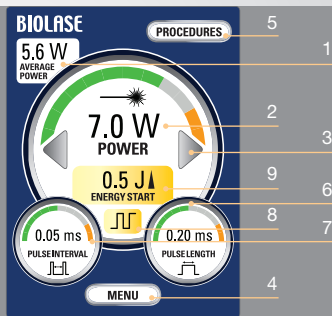 BIOLASE
PROCEDURES
5
5.6 W
AVERAGE
POWER
1
7.0 W
POWER
2
3
0.5 J
ENERGY START
9
6
8
7
0.05 ms
PULSE INTERVAL
0.20 ms
PULSE LENGTH
MENU
4